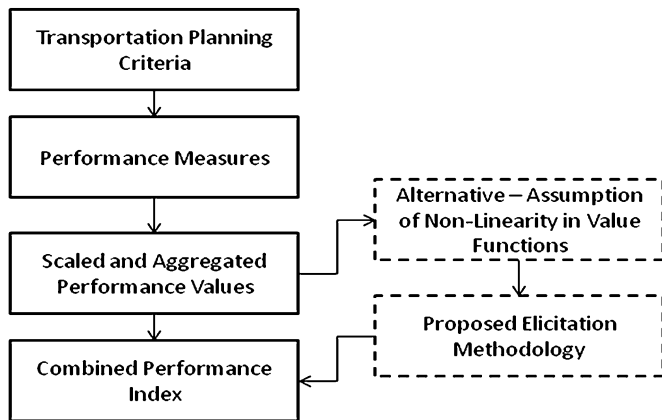 Transportation Planning
Criteria
Performance Measures
Scaled and Aggregated
Performance Values
Alternative – Assumption
of Non-Linearity in Value
Functions
Proposed Elicitation
Methodology
Combined Performance
Index